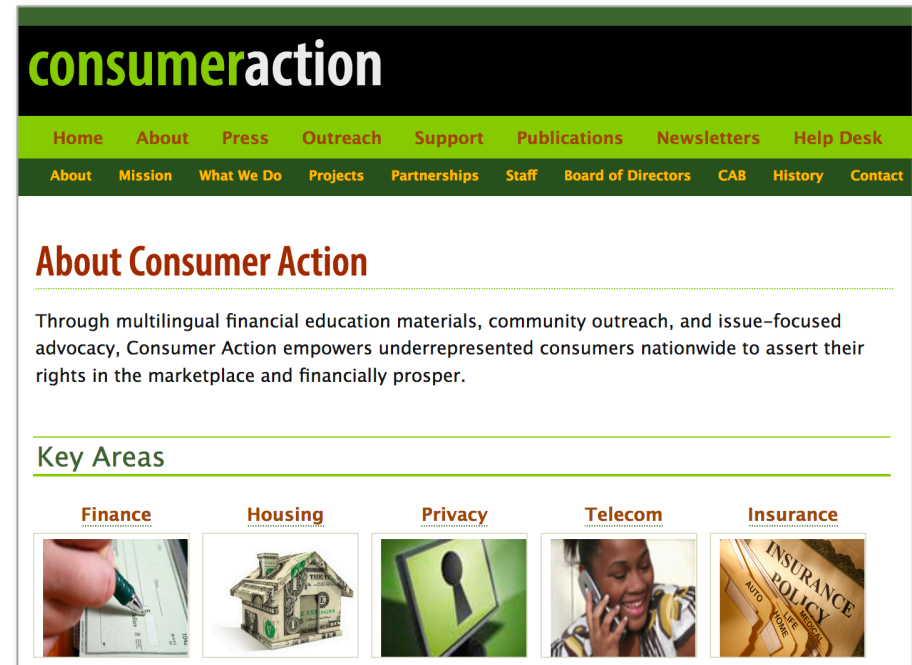 consumeraction
Home About Press Outreach Support Publications Newsletters Help Desk
About Mission What We Do Projects Partnerships Staff Board of Directors CAB History Contact
About Consumer Action
Through multilingual financial education materials, community outreach, and issue-focused
advocacy, Consumer Action empowers underrepresented consumers nationwide to assert their
rights in the marketplace and financially prosper.
Key Areas
Finance Housing Privacy Telecom Insurance
INSURANCE
POLICY
AUTO
HOME
LIFE
MEDICAL